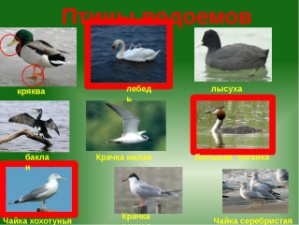 Птицы водоемов
кряква
лебед
ь
лысуха
бакла
н
Крачка малая
Большая поганка
Чайка хохотунья
Крачка
Чайка серебристая